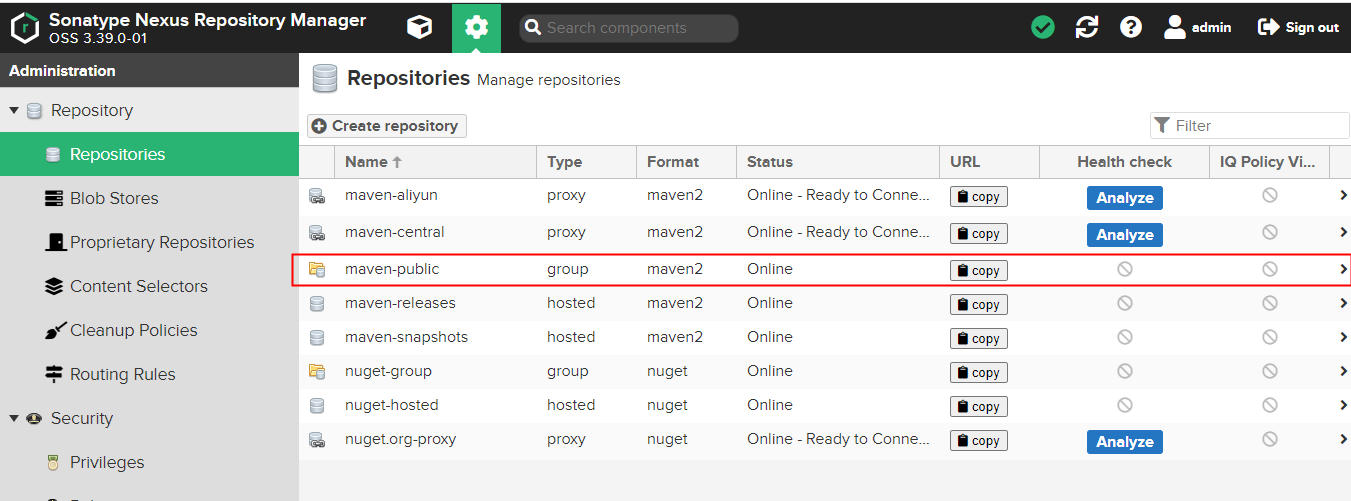 Sonatype Nexus Repository Manager
OSS 3.39.0-01
Search components
admin
Sign out
Administration
Repository
Repositories
Blob Stores
Proprietary Repositories
Content Selectors
Cleanup Policies
Routing Rules
Security
Privileges
Repositories Manage repositories
Create repository
Filter
Name Type Format Status URL Health check IQ Policy Vi...
maven-aliyun proxy maven2 Online - Ready to Conne... copy Analyze
maven-central proxy maven2 Online - Ready to Conne... copy Analyze
maven-public group maven2 Online copy
maven-releases hosted maven2 Online copy
maven-snapshots hosted maven2 Online copy
nuget-group group nuget Online copy
nuget-hosted hosted nuget Online copy
nuget.org-proxy proxy nuget Online - Ready to Conne... copy Analyze